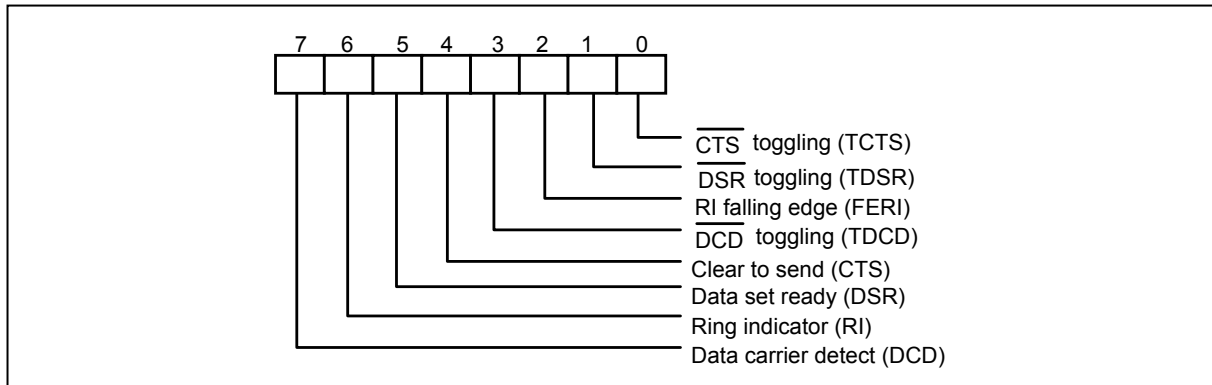 7 6 5 4 3 2 1 0
CTS toggling (TCTS)
DSR toggling (TDSR)
RI falling edge (FERI)
DCD toggling (TDCD)
Clear to send (CTS)
Data set ready (DSR)
Ring indicator (RI)
Data carrier detect (DCD)